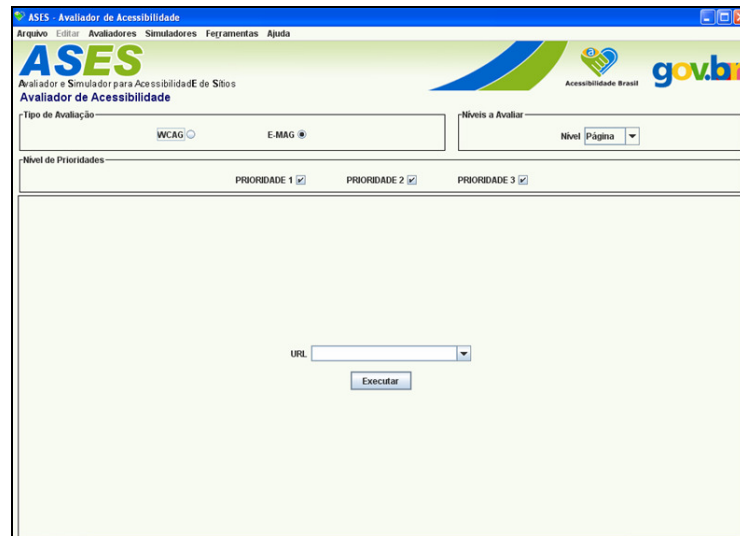 ASES - Avaliador de Acessibilidade
Arquivo Editar Avaliadores Simuladores Ferramentas Ajuda
ASES
Avaliador e Simulador para AcessibilidadE de Sítios
Acessibilidade Brasil
gov.br
Avaliador de Acessibilidade
Tipo de Avaliação
WCAG E-MAG
Níveis a Avaliar
Nível Página
Nível de Prioridades
PRIORIDADE 1 PRIORIDADE 2 PRIORIDADE 3
URL
Executar